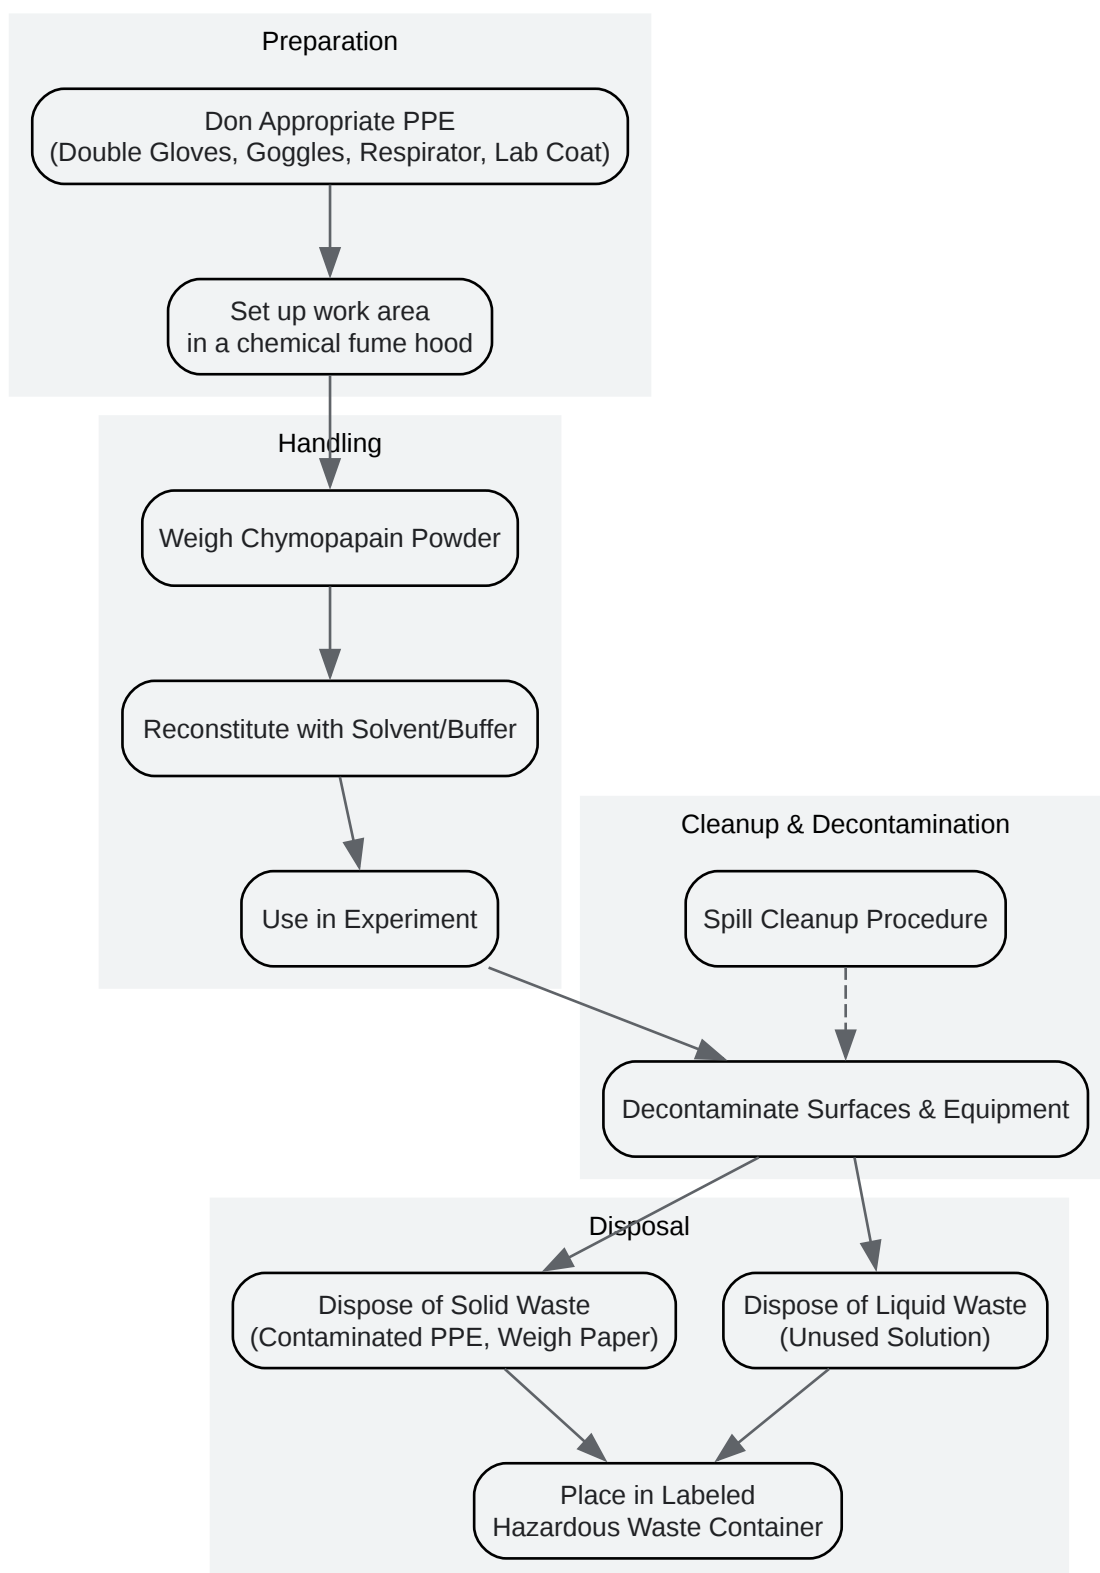 Preparation
Don Appropriate PPE
(Double Gloves, Goggles, Respirator, Lab Coat)
Set up work area
in a chemical fume hood
Handling
Weigh Chymopapain Powder
Reconstitute with Solvent/Buffer
Use in Experiment
Cleanup & Decontamination
Spill Cleanup Procedure
Decontaminate Surfaces & Equipment
Disposal
Dispose of Solid Waste
(Contaminated PPE, Weigh Paper)
Dispose of Liquid Waste
(Unused Solution)
Place in Labeled
Hazardous Waste Container